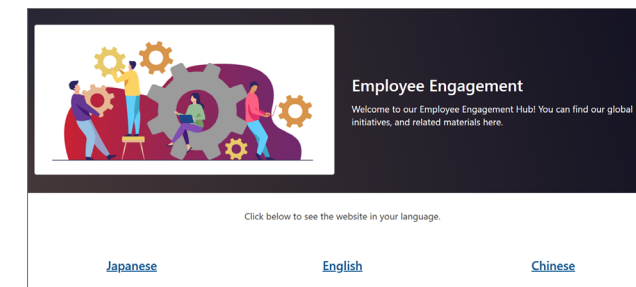 Employee Engagement
Welcome to our Employee Engagement Hub! You can find our global
initiatives, and related materials here.
Click below to see the website in your language.
Japanese
English
Chinese